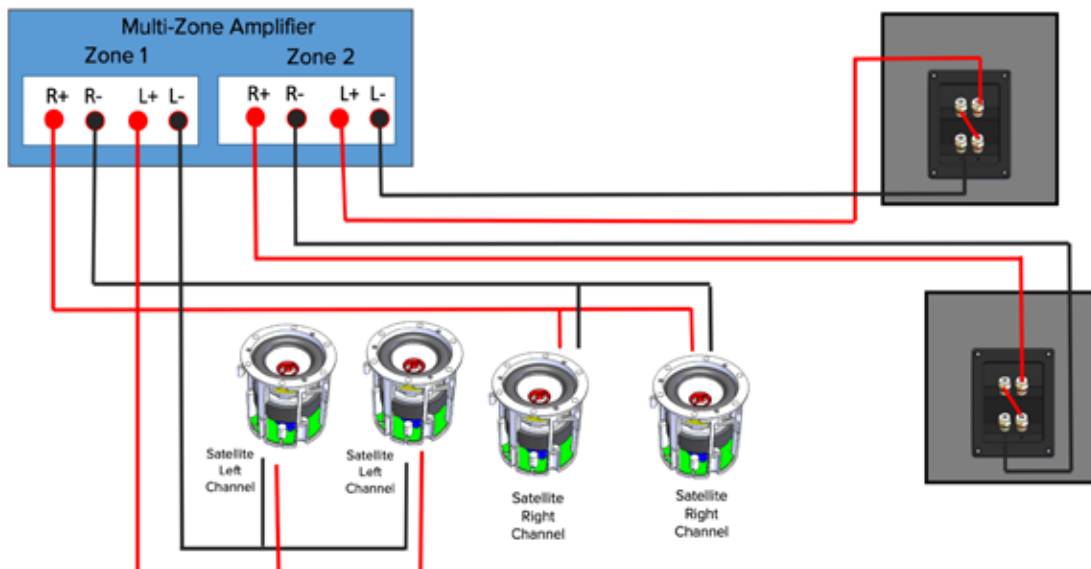 Multi-Zone Amplifier
Zone 1
Zone 2
R+ R- L+ L-
R+ R- L+ L-
Satellite
Left
Channel
Satellite
Left
Channel
Satellite
Right
Channel
Satellite
Right
Channel